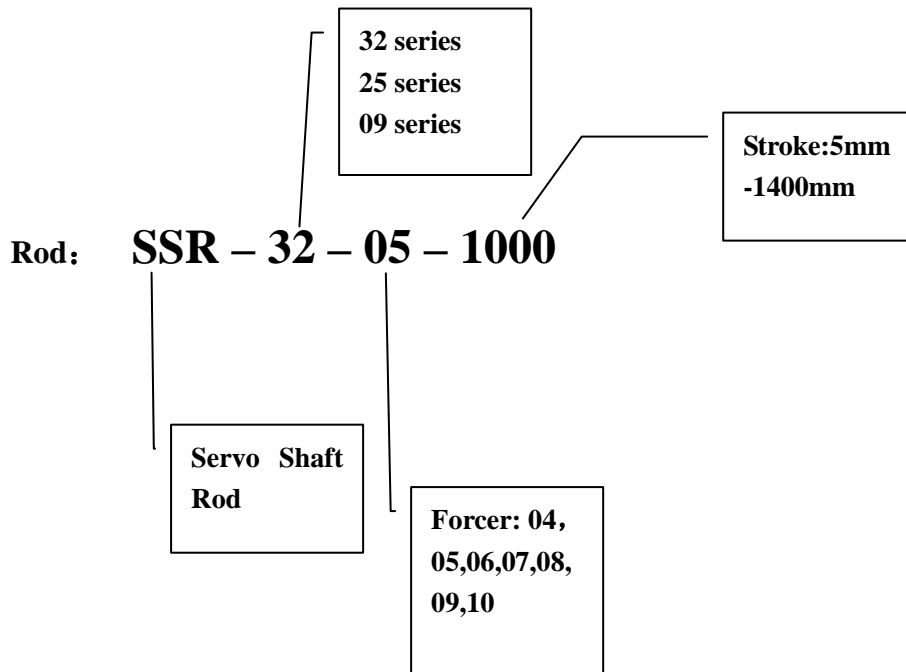 32 series
25 series
09 series
Stroke:5mm
-1400mm
Rod： SSR – 32 – 05 – 1000
Servo Shaft
Rod
Forcer: 04，
05,06,07,08,
09,10